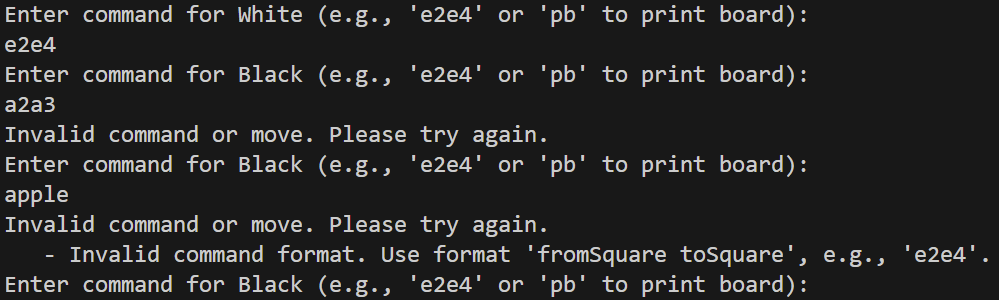 Enter command for White (e.g., 'e2e4' or 'pb' to print board):
e2e4
Enter command for Black (e.g., 'e2e4' or 'pb' to print board):
a2a3
Invalid command or move. Please try again.
Enter command for Black (e.g., 'e2e4' or 'pb' to print board):
apple
Invalid command or move. Please try again.
   - Invalid command format. Use format 'fromSquare toSquare', e.g., 'e2e4'.
Enter command for Black (e.g., 'e2e4' or 'pb' to print board):